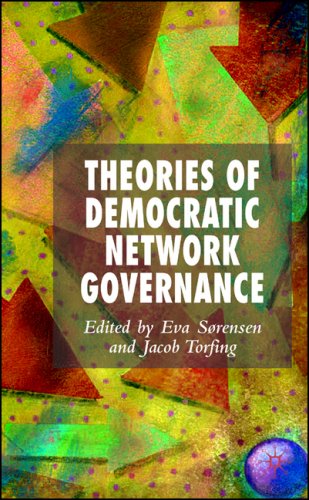 THEORIES OF
DEMOCRATIC
NETWORK
GOVERNANCE
Edited by Eva Sørensen
and Jacob Torfing